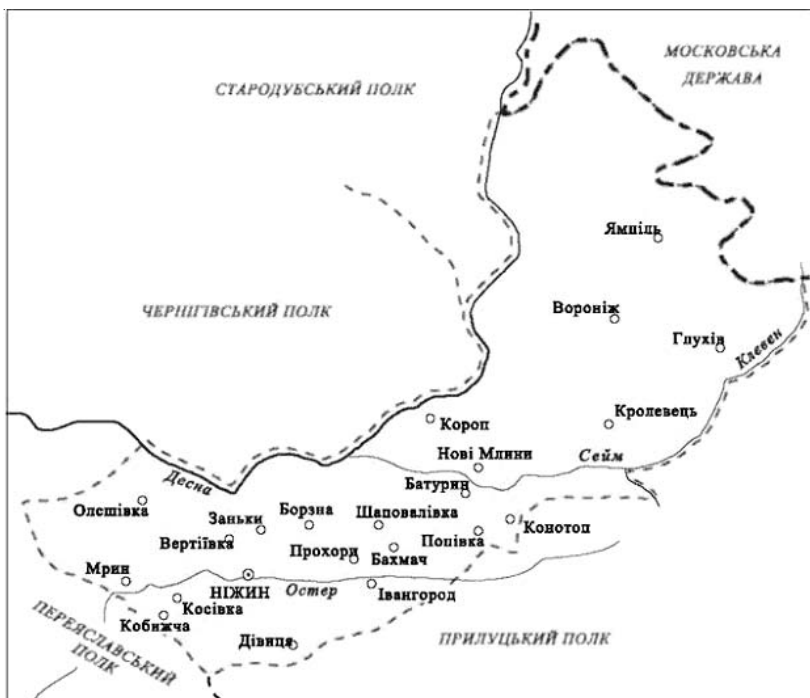 МОСКОВСЬКА
ДЕРЖАВА
СТАРОДУБСЬКИЙ ПОЛК
Ямпіль
ЧЕРНІГІВСЬКИЙ ПОЛК
Вороніж
Глухів
Клевен
Короп
Кролевець
Нові Млини
Сейм
Десна
Батурин
Олешівка
Заньки
Борзна
Шаповалівка
Конотоп
Вертіївка
Прохори
Бахмач
Попівка
Мрин
НІЖИН
Остер
Івангород
Косівка
Кобижча
Дівиця
ПЕРЕЯСЛАВСЬКИЙ
ПОЛК
ПРИЛУЦЬКИЙ ПОЛК